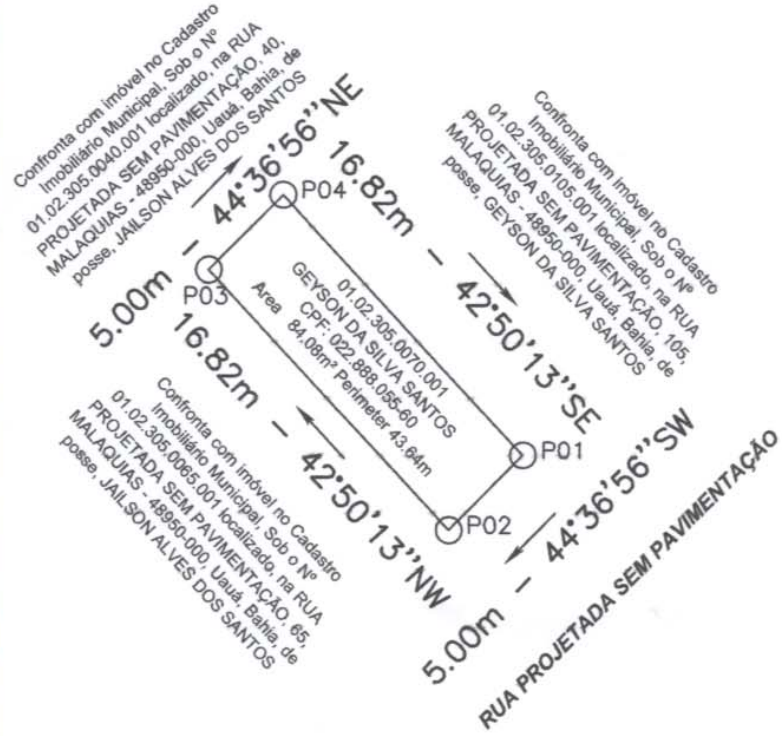 Confronta com imóvel no Cadastro
Imobiliário Municipal, Sob o Nº
01.02.305.0040.001 localizado, na RUA
PROJETADA SEM PAVIMENTAÇÃO, 40,
MALAQUIAS - 48950-000, Uauá, Bahia, de
posse, JAILSON ALVES DOS SANTOS
5.00m - 44°36'56''NE
P04
16.82m - 42°50'13''SE
Confronta com imóvel no Cadastro
Imobiliário Municipal, Sob o Nº
01.02.305.0105.001 localizado, na RUA
PROJETADA SEM PAVIMENTAÇÃO, 105,
MALAQUIAS - 48950-000, Uauá, Bahia, de
posse, GEYSON DA SILVA SANTOS
P03
01.02.305.0070.001
GEYSON DA SILVA SANTOS
CPF: 022.888.055-60
Area 84.08m² Perimeter 43.64m
16.82m - 42°50'13''NW
Confronta com imóvel no Cadastro
Imobiliário Municipal, Sob o Nº
01.02.305.0065.001 localizado, na RUA
PROJETADA SEM PAVIMENTAÇÃO, 65,
MALAQUIAS - 48950-000, Uauá, Bahia, de
posse, JAILSON ALVES DOS SANTOS
P01
P02
5.00m - 44°36'56''SW
RUA PROJETADA SEM PAVIMENTAÇÃO